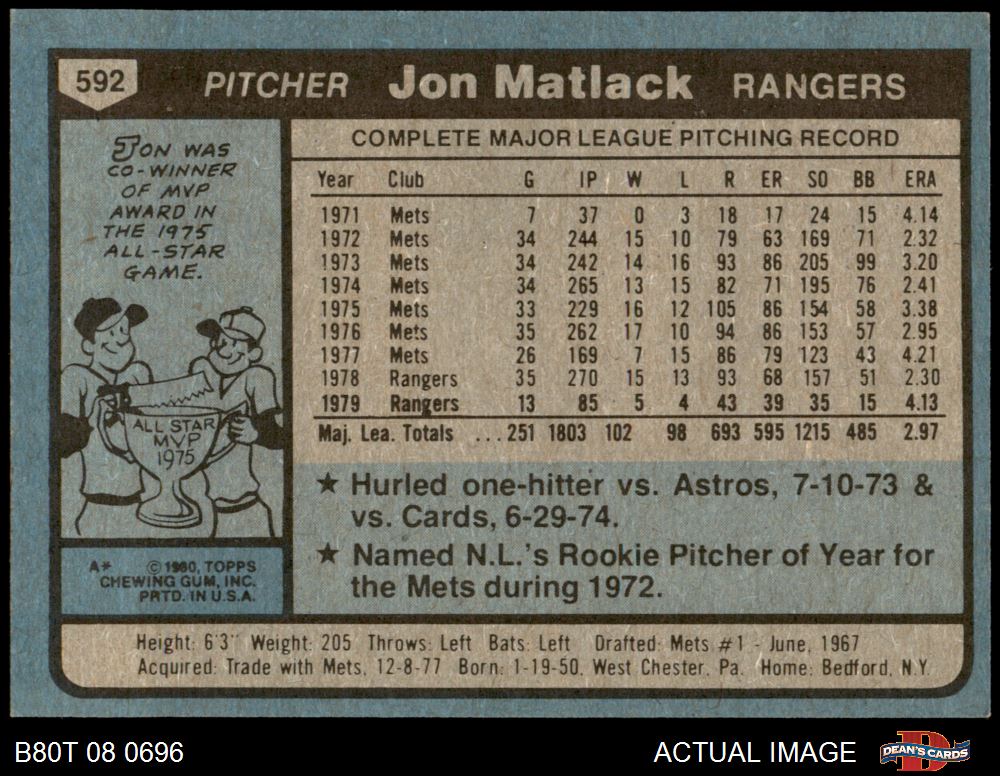 592 PITCHER Jon Matlack RANGERS
JON WAS
CO-WINNER
OF MVP
AWARD IN
THE 1975
ALL-STAR
GAME.
ALL STAR
MVP
1975
A* © 1980, TOPPS
CHEWING GUM, INC.
PRTD. IN U.S.A.
COMPLETE MAJOR LEAGUE PITCHING RECORD
Year Club G IP W L R ER SO BB ERA
1971 Mets 7 37 0 3 18 17 24 15 4.14
1972 Mets 34 244 15 10 79 63 169 71 2.32
1973 Mets 34 242 14 16 93 86 205 99 3.20
1974 Mets 34 265 13 15 82 71 195 76 2.41
1975 Mets 33 229 16 12 105 86 154 58 3.38
1976 Mets 35 262 17 10 94 86 153 57 2.95
1977 Mets 26 169 7 15 86 79 123 43 4.21
1978 Rangers 35 270 15 13 93 68 157 51 2.30
1979 Rangers 13 85 5 4 43 39 35 15 4.13
Maj. Lea. Totals ...251 1803 102 98 693 595 1215 485 2.97
★ Hurled one-hitter vs. Astros, 7-10-73 &
vs. Cards, 6-29-74.
★ Named N.L.'s Rookie Pitcher of Year for
the Mets during 1972.
Height: 6'3" Weight: 205 Throws: Left Bats: Left Drafted: Mets #1 - June, 1967
Acquired: Trade with Mets, 12-8-77 Born: 1-19-50, West Chester, Pa. Home: Bedford, N.Y.
B80T 08 0696 ACTUAL IMAGE DEAN'S CARDS